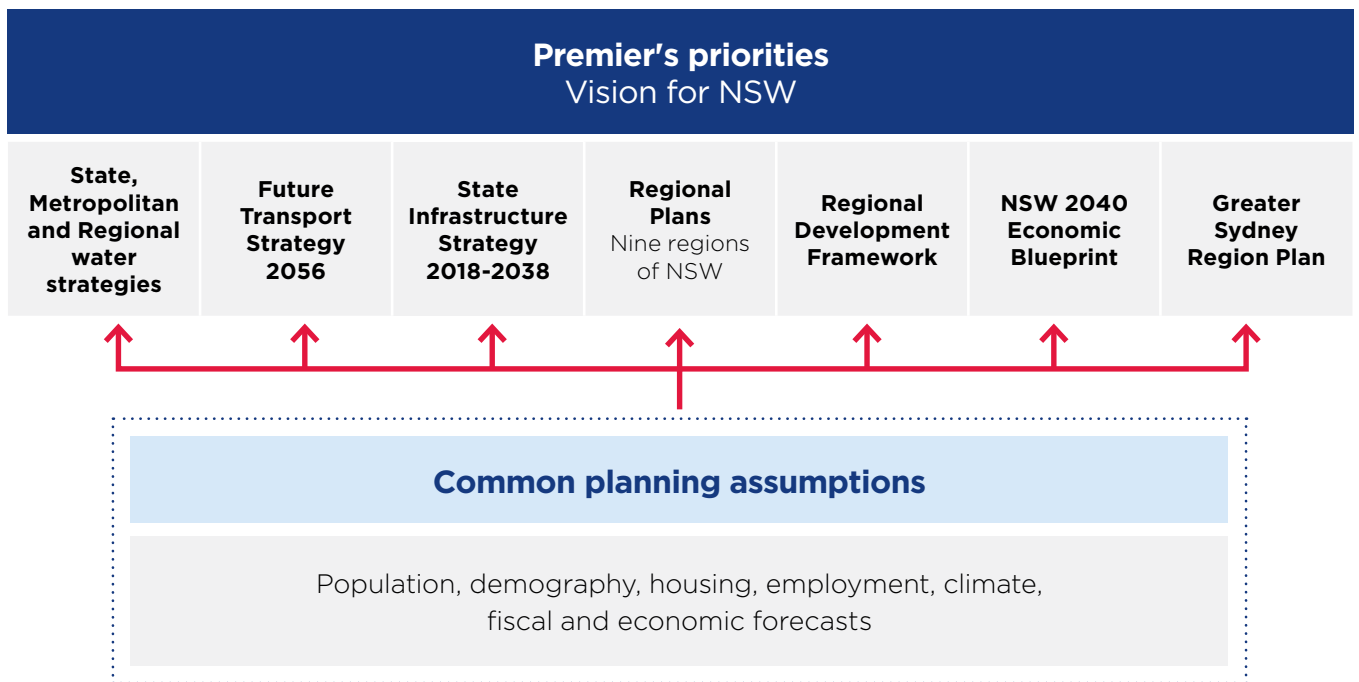 Premier's priorities
Vision for NSW
State,
Metropolitan
and Regional
water
strategies
Future
Transport
Strategy
2056
State
Infrastructure
Strategy
2018-2038
Regional
Plans
Nine regions
of NSW
Regional
Development
Framework
NSW 2040
Economic
Blueprint
Greater
Sydney
Region Plan
Common planning assumptions
Population, demography, housing, employment, climate,
fiscal and economic forecasts